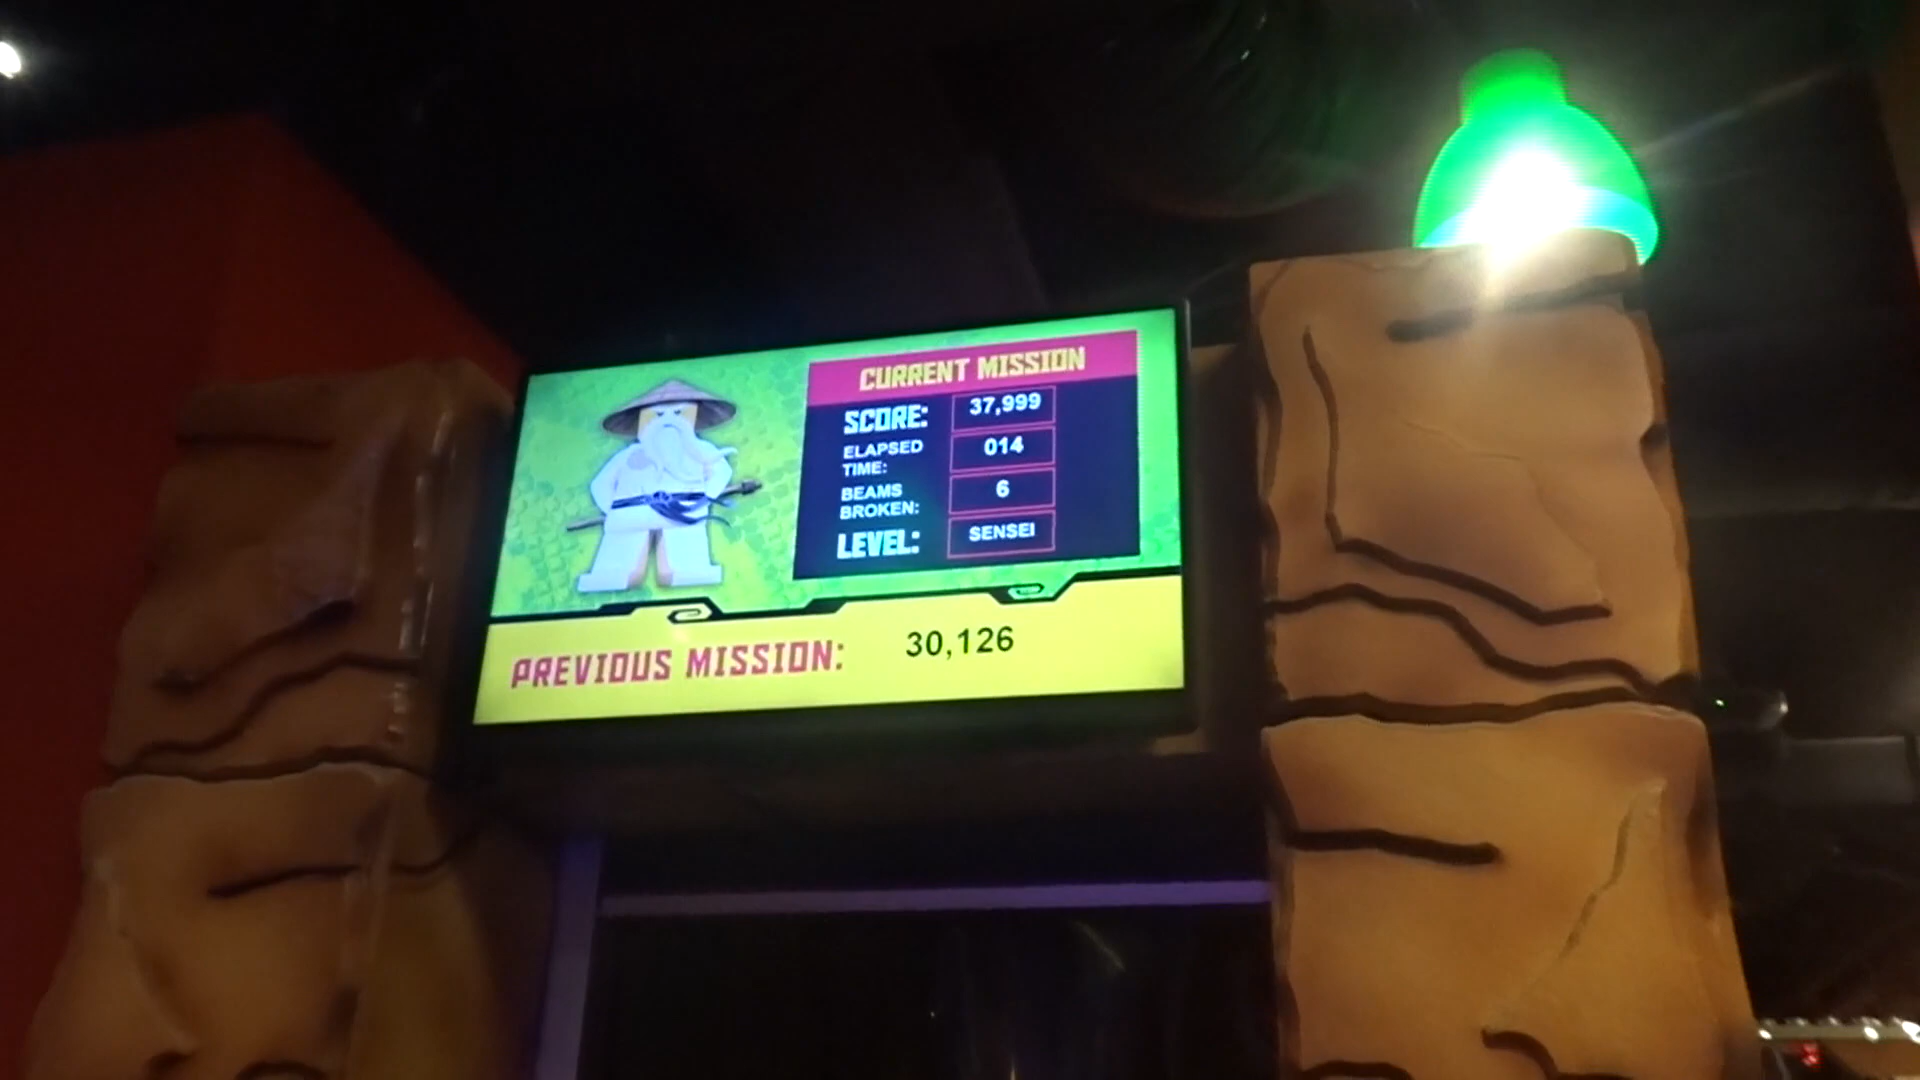 CURRENT MISSION
SCORE: 37,999
ELAPSED TIME: 014
BEAMS BROKEN: 6
LEVEL: SENSEI
PREVIOUS MISSION: 30,126